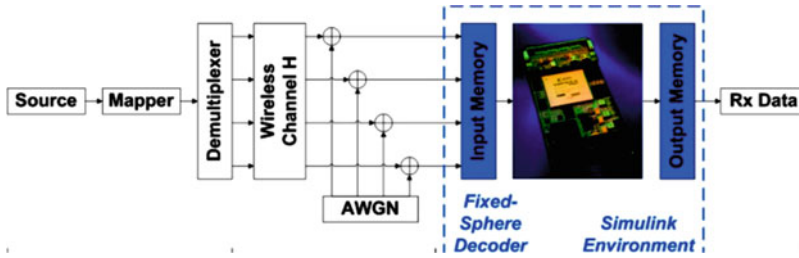 Source
Mapper
Demultiplexer
Wireless
Channel H
AWGN
Input Memory
Output Memory
Rx Data
Fixed-
Sphere
Decoder
Simulink
Environment